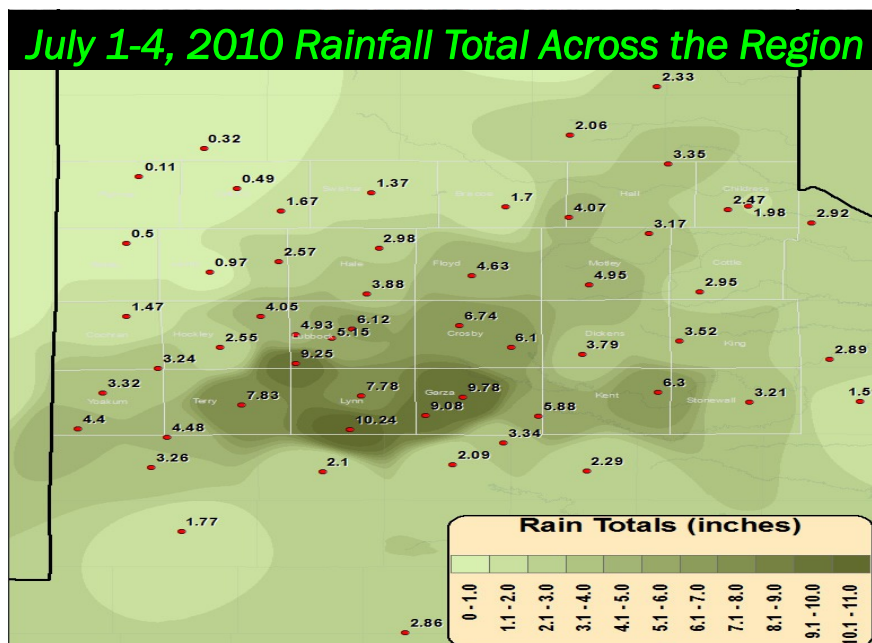 July 1-4, 2010 Rainfall Total Across the Region
2.33
2.06
0.32
3.35
0.11
0.49
1.37
1.67
1.7
Hall
Childress
2.47
1.98
4.07
2.92
3.17
0.5
2.98
2.57
0.97
Hale
Floyd
4.63
Motley
4.95
Cottle
2.95
3.88
1.47
4.05
6.12
6.74
4.93
5.15
Cochran
Hockley
Lubbock
Crosby
Dickens
King
2.55
6.1
3.79
3.52
2.89
3.24
9.25
3.32
7.83
7.78
Garza
9.78
6.3
Yoakum
Terry
Lynn
Kent
Stonewall
3.21
1.5
4.4
4.48
10.24
9.08
5.88
3.34
3.26
2.1
2.09
2.29
1.77
2.86
Rain Totals (inches)
0 - 1.0
1.1 - 2.0
2.1 - 3.0
3.1 - 4.0
4.1 - 5.0
5.1 - 6.0
6.1 - 7.0
7.1 - 8.0
8.1 - 9.0
9.1 - 10.0
10.1 - 11.0